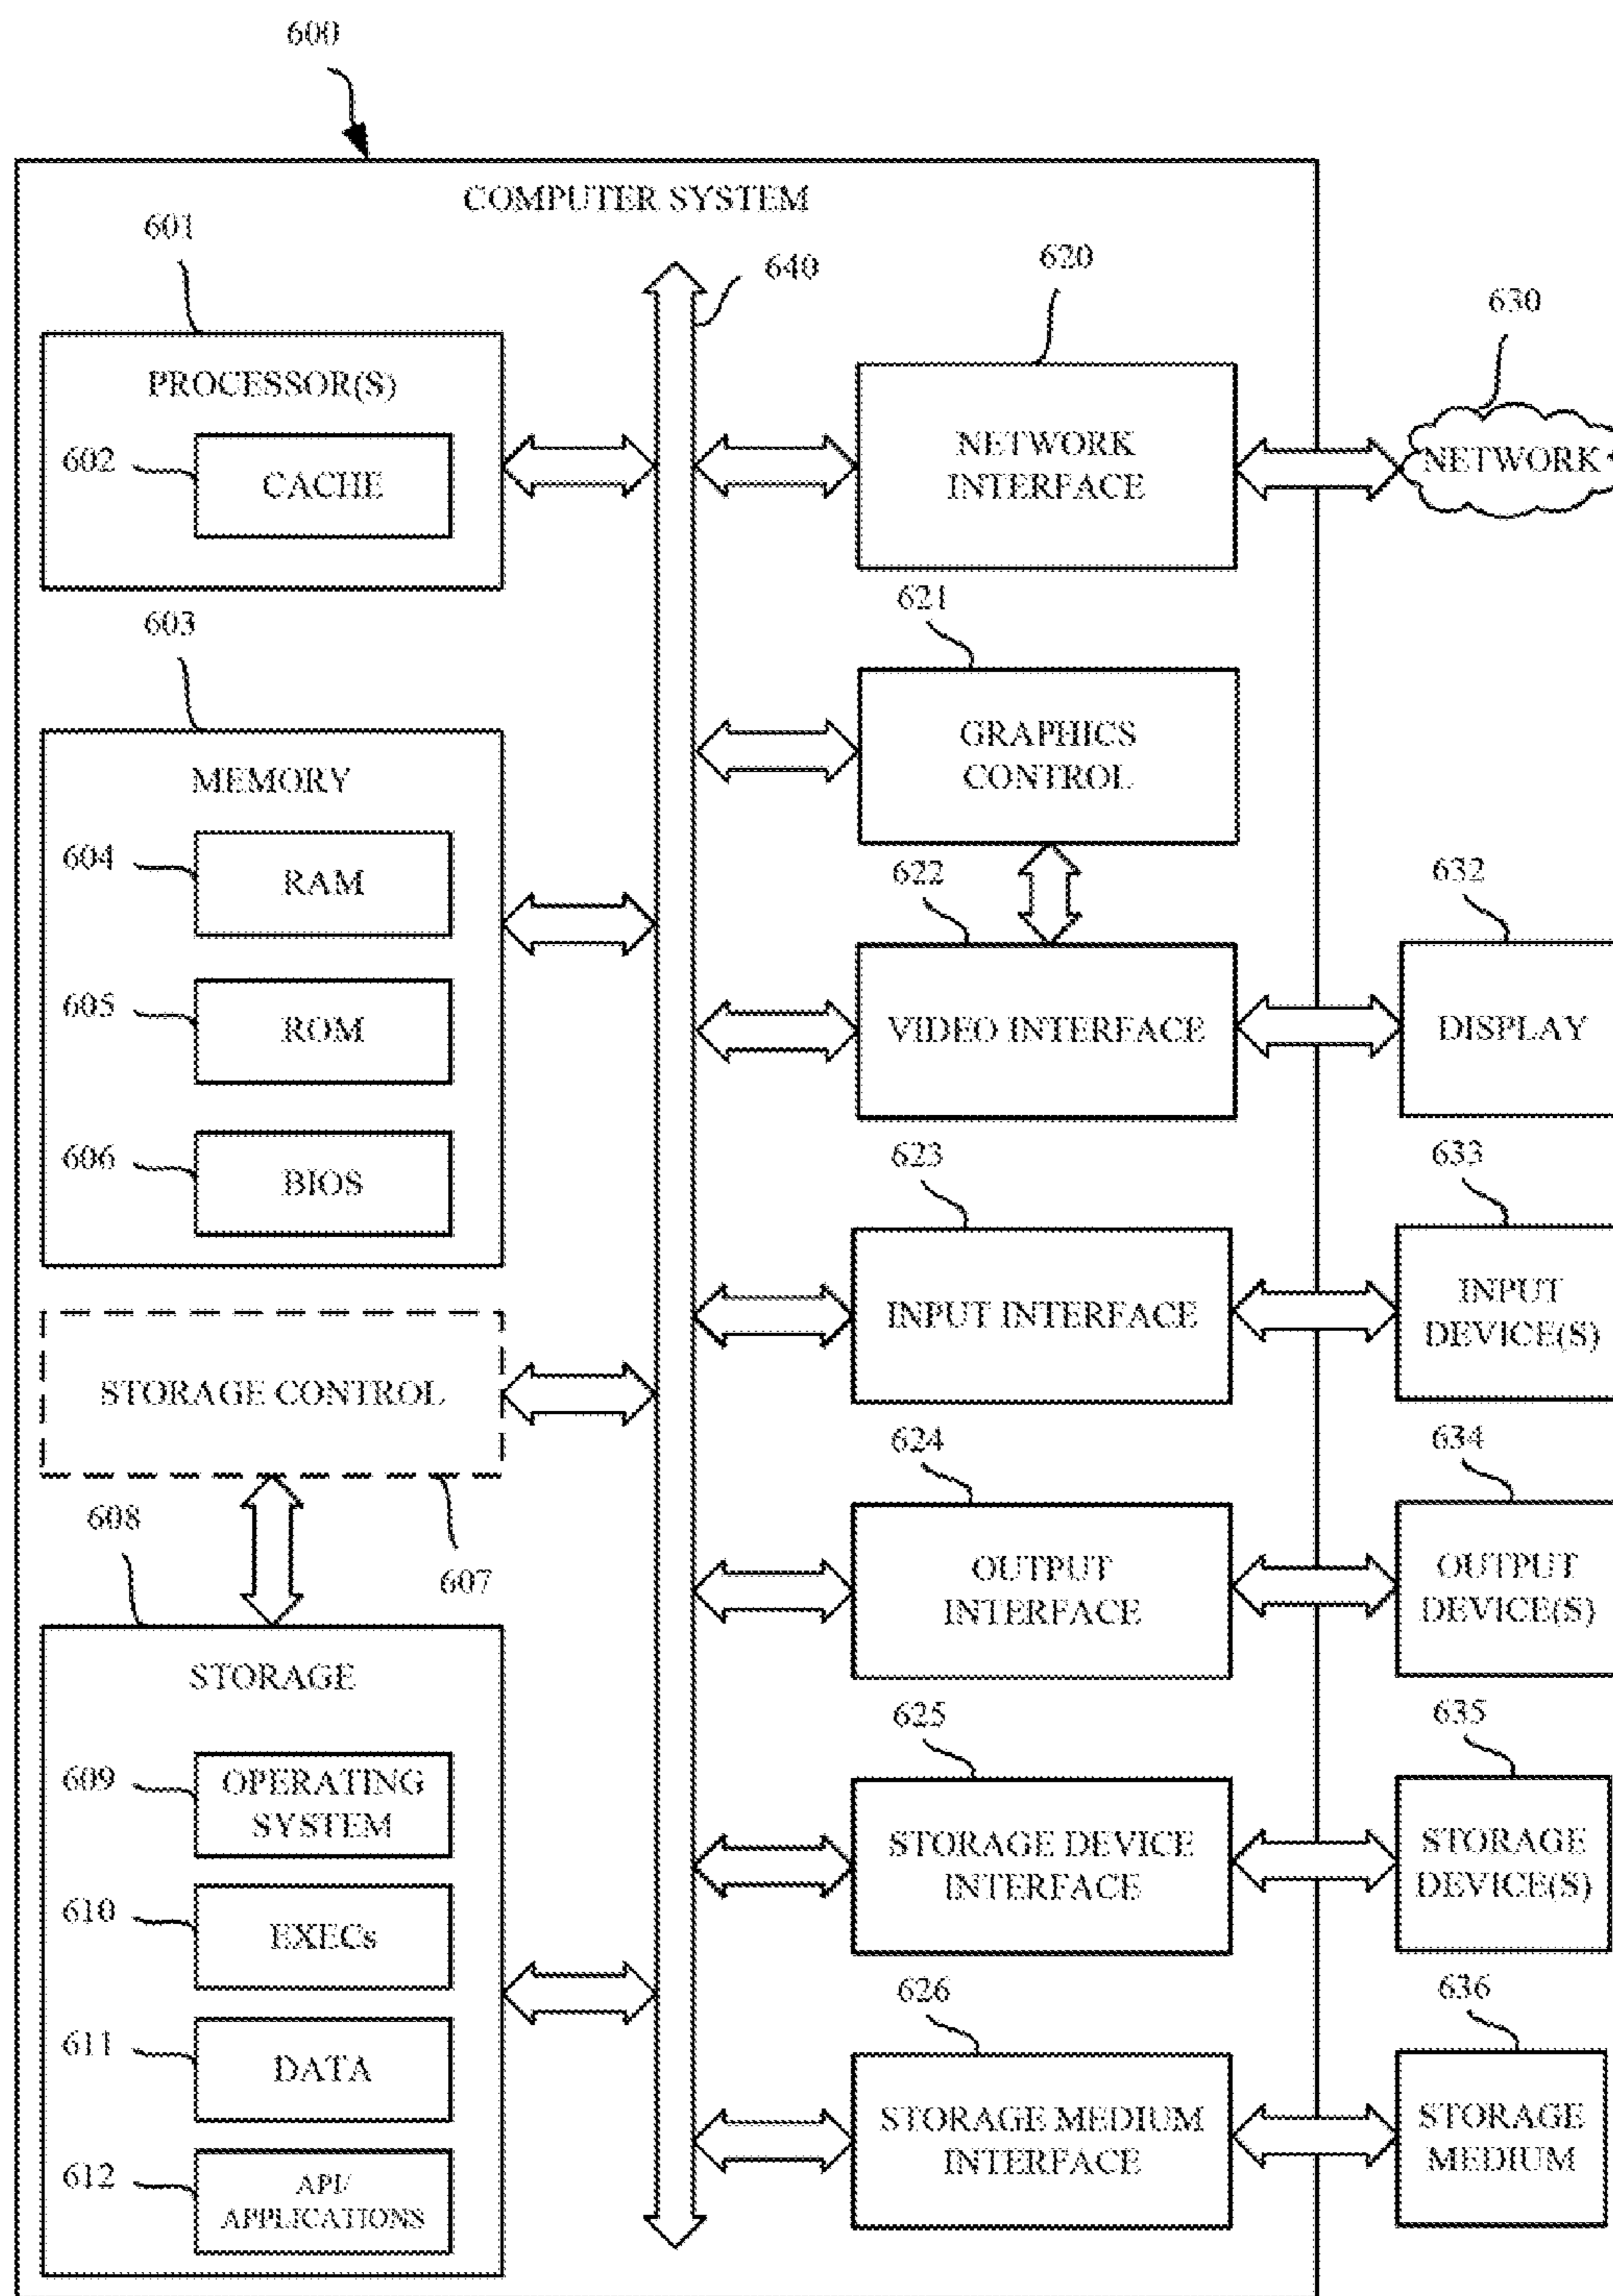 600
COMPUTER SYSTEM
601
640
620
630
PROCESSOR(S)
602
CACHE
NETWORK
INTERFACE
NETWORK
603
621
MEMORY
GRAPHICS
CONTROL
604
RAM
622
632
605
ROM
VIDEO INTERFACE
DISPLAY
606
BIOS
623
633
INPUT INTERFACE
INPUT
DEVICE(S)
STORAGE CONTROL
624
634
608
607
OUTPUT
INTERFACE
OUTPUT
DEVICE(S)
STORAGE
625
635
609
OPERATING
SYSTEM
STORAGE DEVICE
INTERFACE
STORAGE
DEVICE(S)
610
EXECs
626
636
611
DATA
STORAGE MEDIUM
INTERFACE
STORAGE
MEDIUM
612
API/
APPLICATIONS